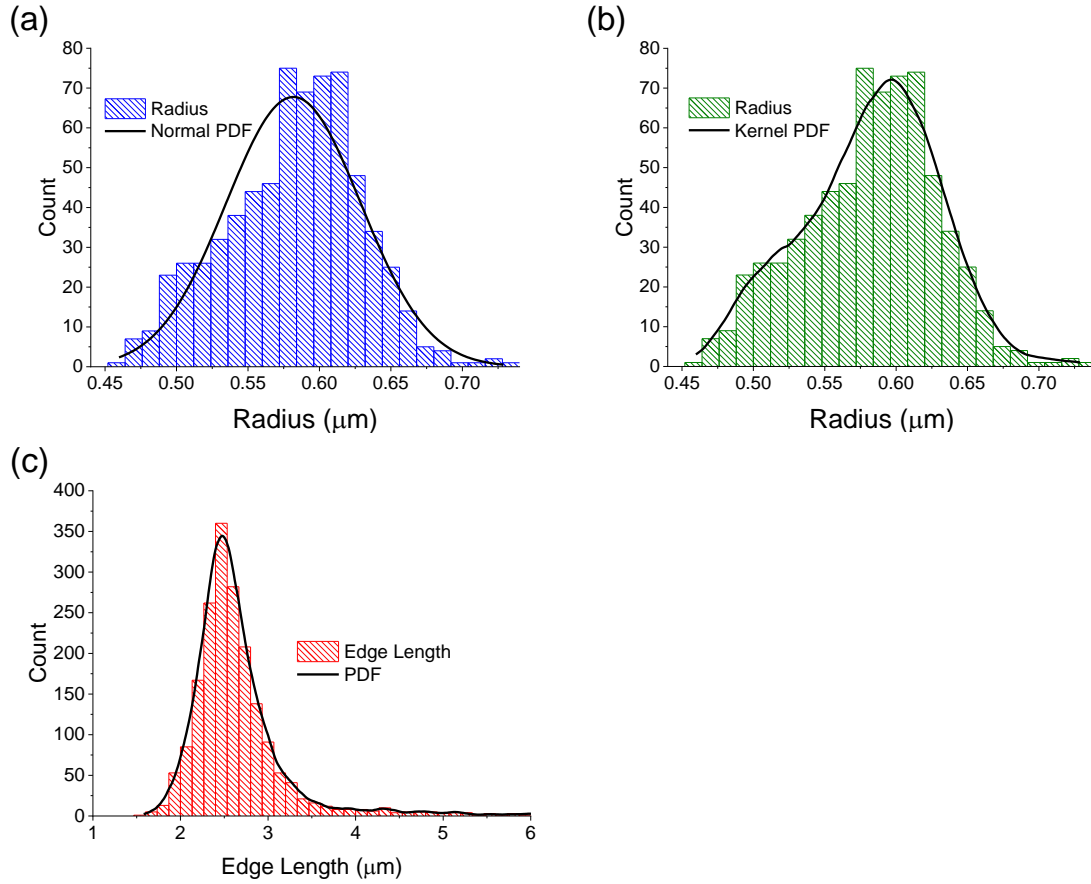 (a)
80
70
60
50
40
30
20
10
0
Count
Radius
Normal PDF
0.45 0.50 0.55 0.60 0.65 0.70
Radius (μm)
(b)
80
70
60
50
40
30
20
10
0
Count
Radius
Kernel PDF
0.45 0.50 0.55 0.60 0.65 0.70
Radius (μm)
(c)
400
350
300
250
200
150
100
50
0
Count
Edge Length
PDF
1 2 3 4 5 6
Edge Length (μm)